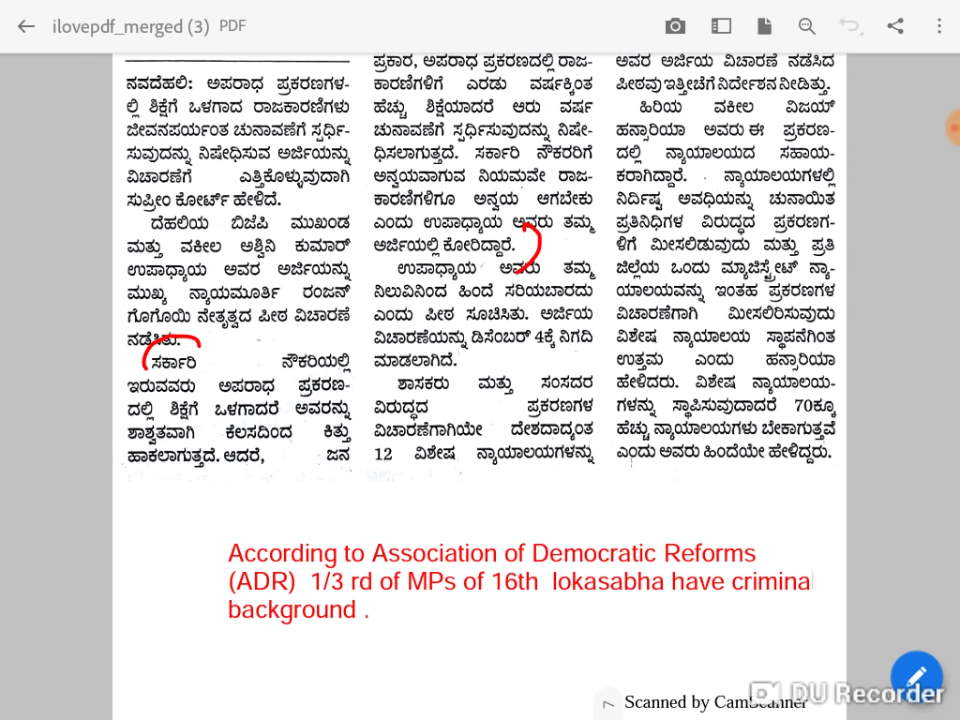 ilovepdf_merged (3) PDF
ನವದೆಹಲಿ: ಅಪರಾಧ ಪ್ರಕರಣಗಳ-
ಲ್ಲಿ ಶಿಕ್ಷೆಗೆ ಒಳಗಾದ ರಾಜಕಾರಣಿಗಳು
ಜೀವನಪರ್ಯಂತ ಚುನಾವಣೆಗೆ ಸ್ಪರ್ಧಿ-
ಸುವುದನ್ನು ನಿಷೇಧಿಸುವ ಅರ್ಜಿಯನ್ನು
ವಿಚಾರಣೆಗೆ ಎತ್ತಿಕೊಳ್ಳುವುದಾಗಿ
ಸುಪ್ರೀಂ ಕೋರ್ಟ್ ಹೇಳಿದೆ.
ದೆಹಲಿಯ ಬಿಜೆಪಿ ಮುಖಂಡ
ಮತ್ತು ವಕೀಲ ಅಶ್ವಿನಿ ಕುಮಾರ್
ಉಪಾಧ್ಯಾಯ ಅವರ ಅರ್ಜಿಯನ್ನು
ಮುಖ್ಯ ನ್ಯಾಯಮೂರ್ತಿ ರಂಜನ್
ಗೊಗೊಯಿ ನೇತೃತ್ವದ ಪೀಠ ವಿಚಾರಣೆ
ನಡೆಸಿತು.
ಸರ್ಕಾರಿ ನೌಕರಿಯಲ್ಲಿ
ಇರುವವರು ಅಪರಾಧ ಪ್ರಕರಣ-
ದಲ್ಲಿ ಶಿಕ್ಷೆಗೆ ಒಳಗಾದರೆ ಅವರನ್ನು
ಶಾಶ್ವತವಾಗಿ ಕೆಲಸದಿಂದ ಕಿತ್ತು
ಹಾಕಲಾಗುತ್ತದೆ. ಆದರೆ, ಜನ
ಪ್ರಕಾರ, ಅಪರಾಧ ಪ್ರಕರಣದಲ್ಲಿ ರಾಜ-
ಕಾರಣಿಗಳಿಗೆ ಎರಡು ವರ್ಷಕ್ಕಿಂತ
ಹೆಚ್ಚು ಶಿಕ್ಷೆಯಾದರೆ ಆರು ವರ್ಷ
ಚುನಾವಣೆಗೆ ಸ್ಪರ್ಧಿಸುವುದನ್ನು ನಿಷೇ-
ಧಿಸಲಾಗುತ್ತದೆ. ಸರ್ಕಾರಿ ನೌಕರರಿಗೆ
ಅನ್ವಯವಾಗುವ ನಿಯಮವೇ ರಾಜ-
ಕಾರಣಿಗಳಿಗೂ ಅನ್ವಯ ಆಗಬೇಕು
ಎಂದು ಉಪಾಧ್ಯಾಯ ಅವರು ತಮ್ಮ
ಅರ್ಜಿಯಲ್ಲಿ ಕೋರಿದ್ದಾರೆ.
ಉಪಾಧ್ಯಾಯ ಅವರು ತಮ್ಮ
ನಿಲುವಿನಿಂದ ಹಿಂದೆ ಸರಿಯಬಾರದು
ಎಂದು ಪೀಠ ಸೂಚಿಸಿತು. ಅರ್ಜಿಯ
ವಿಚಾರಣೆಯನ್ನು ಡಿಸೆಂಬರ್ 4ಕ್ಕೆ ನಿಗದಿ
ಮಾಡಲಾಗಿದೆ.
ಶಾಸಕರು ಮತ್ತು ಸಂಸದರ
ವಿರುದ್ಧದ ಪ್ರಕರಣಗಳ
ವಿಚಾರಣೆಗಾಗಿಯೇ ದೇಶದಾದ್ಯಂತ
12 ವಿಶೇಷ ನ್ಯಾಯಾಲಯಗಳನ್ನು
ಅವರ ಅರ್ಜಿಯ ವಿಚಾರಣೆ ನಡೆಸಿದ
ಪೀಠವು ಇತ್ತೀಚೆಗೆ ನಿರ್ದೇಶನ ನೀಡಿತ್ತು.
ಹಿರಿಯ ವಕೀಲ ವಿಜಯ್
ಹನ್ಸಾರಿಯಾ ಅವರು ಈ ಪ್ರಕರಣ-
ದಲ್ಲಿ ನ್ಯಾಯಾಲಯದ ಸಹಾಯ-
ಕರಾಗಿದ್ದಾರೆ. ನ್ಯಾಯಾಲಯಗಳಲ್ಲಿ
ನಿರ್ದಿಷ್ಟ ಅವಧಿಯನ್ನು ಚುನಾಯಿತ
ಪ್ರತಿನಿಧಿಗಳ ವಿರುದ್ಧದ ಪ್ರಕರಣಗ-
ಳಿಗೆ ಮೀಸಲಿಡುವುದು ಮತ್ತು ಪ್ರತಿ
ಜಿಲ್ಲೆಯ ಒಂದು ಮ್ಯಾಜಿಸ್ಟ್ರೇಟ್ ನ್ಯಾ-
ಯಾಲಯವನ್ನು ಇಂತಹ ಪ್ರಕರಣಗಳ
ವಿಚಾರಣೆಗಾಗಿ ಮೀಸಲಿರಿಸುವುದು
ವಿಶೇಷ ನ್ಯಾಯಾಲಯ ಸ್ಥಾಪನೆಗಿಂತ
ಉತ್ತಮ ಎಂದು ಹನ್ಸಾರಿಯಾ
ಹೇಳಿದರು. ವಿಶೇಷ ನ್ಯಾಯಾಲಯ-
ಗಳನ್ನು ಸ್ಥಾಪಿಸುವುದಾದರೆ 70ಕ್ಕೂ
ಹೆಚ್ಚು ನ್ಯಾಯಾಲಯಗಳು ಬೇಕಾಗುತ್ತವೆ
ಎಂದು ಅವರು ಹಿಂದೆಯೇ ಹೇಳಿದ್ದರು.
According to Association of Democratic Reforms
(ADR) 1/3 rd of MPs of 16th lokasabha have crimina
background .
Scanned by CamScanner
DU Recorder